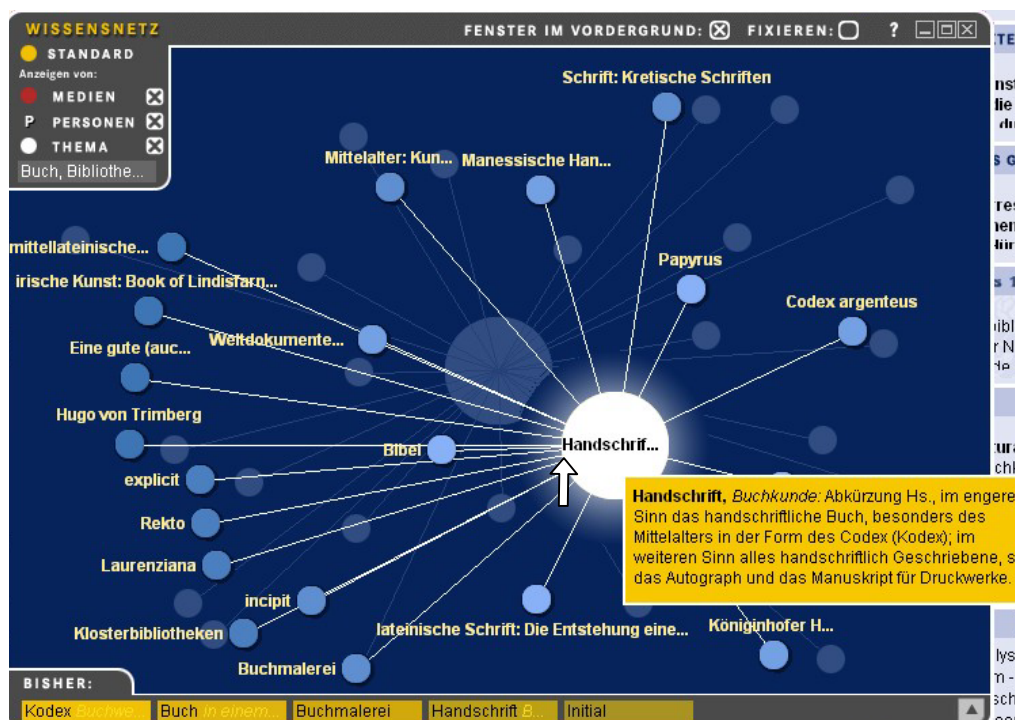 WISSENSNETZ
FENSTER IM VORDERGRUND:
FIXIEREN:
?
STANDARD
Anzeigen von:
MEDIEN
P PERSONEN
THEMA
Buch, Bibliothe...
Schrift: Kretische Schriften
Mittelalter: Kun...
Manessische Han...
mittellateinische...
Papyrus
irische Kunst: Book of Lindisfarn...
Codex argenteus
Weltdokumente...
Eine gute (auc...
Hugo von Trimberg
Bibel
Handschrif...
explicit
Handschrift, Buchkunde: Abkürzung Hs., im engere
Sinn das handschriftliche Buch, besonders des
Mittelalters in der Form des Codex (Kodex); im
weiteren Sinn alles handschriftlich Geschriebene, s
das Autograph und das Manuskript für Druckwerke.
Rekto
Laurenziana
incipit
Klosterbibliotheken
lateinische Schrift: Die Entstehung eine...
Königinhofer H...
Buchmalerei
BISHER:
Kodex Buchwe...
Buch in einem...
Buchmalerei
Handschrift B...
Initial